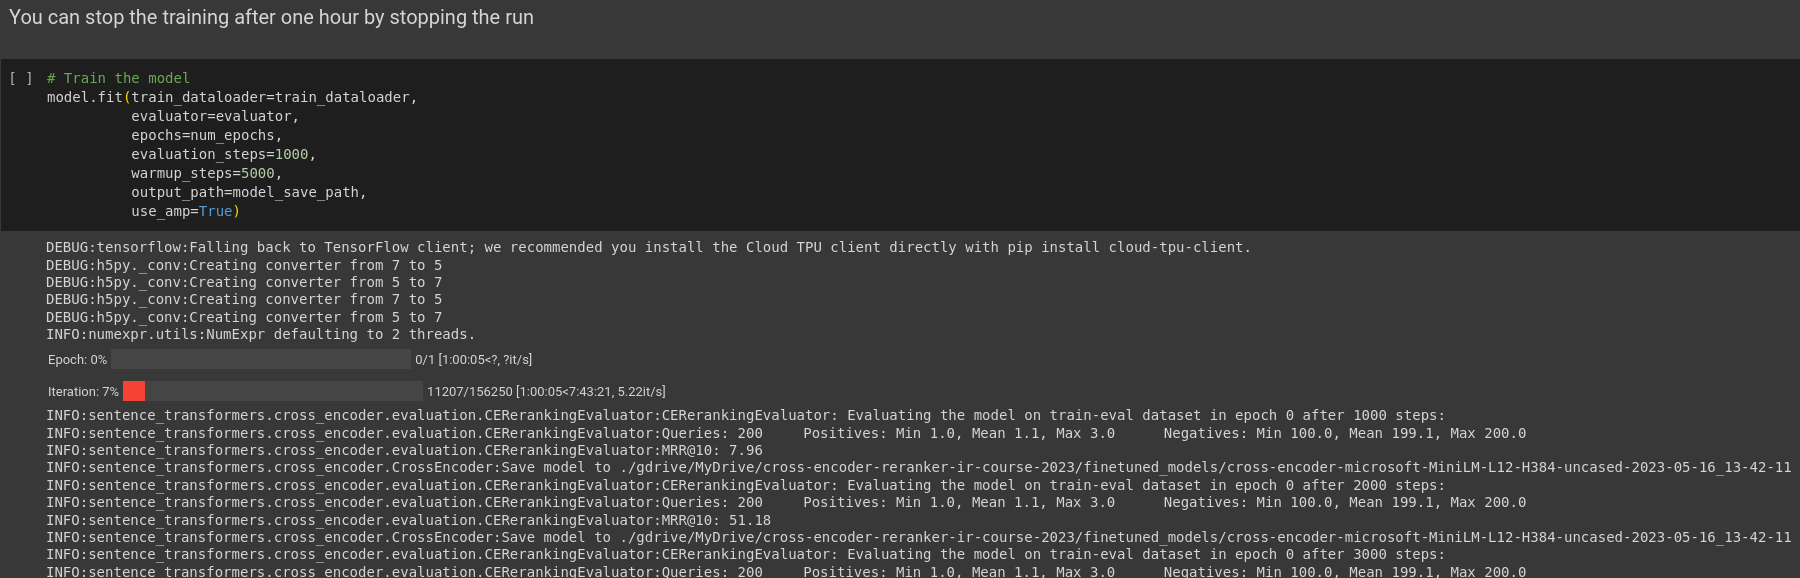 You can stop the training after one hour by stopping the run
[ ] # Train the model
model.fit(train_dataloader=train_dataloader,
evaluator=evaluator,
epochs=num_epochs,
evaluation_steps=1000,
warmup_steps=5000,
output_path=model_save_path,
use_amp=True)
DEBUG:tensorflow:Falling back to TensorFlow client; we recommended you install the Cloud TPU client directly with pip install cloud-tpu-client.
DEBUG:h5py._conv:Creating converter from 7 to 5
DEBUG:h5py._conv:Creating converter from 5 to 7
DEBUG:h5py._conv:Creating converter from 7 to 5
DEBUG:h5py._conv:Creating converter from 5 to 7
INFO:numexpr.utils:NumExpr defaulting to 2 threads.
Epoch: 0% 0/1 [1:00:05<?, ?it/s]
Iteration: 7% 11207/156250 [1:00:05<7:43:21, 5.22it/s]
INFO:sentence_transformers.cross_encoder.evaluation.CERerankingEvaluator:CERerankingEvaluator: Evaluating the model on train-eval dataset in epoch 0 after 1000 steps:
INFO:sentence_transformers.cross_encoder.evaluation.CERerankingEvaluator:Queries: 200 Positives: Min 1.0, Mean 1.1, Max 3.0 Negatives: Min 100.0, Mean 199.1, Max 200.0
INFO:sentence_transformers.cross_encoder.evaluation.CERerankingEvaluator:MRR@10: 7.96
INFO:sentence_transformers.cross_encoder.CrossEncoder:Save model to ./gdrive/MyDrive/cross-encoder-reranker-ir-course-2023/finetuned_models/cross-encoder-microsoft-MiniLM-L12-H384-uncased-2023-05-16_13-42-11
INFO:sentence_transformers.cross_encoder.evaluation.CERerankingEvaluator:CERerankingEvaluator: Evaluating the model on train-eval dataset in epoch 0 after 2000 steps:
INFO:sentence_transformers.cross_encoder.evaluation.CERerankingEvaluator:Queries: 200 Positives: Min 1.0, Mean 1.1, Max 3.0 Negatives: Min 100.0, Mean 199.1, Max 200.0
INFO:sentence_transformers.cross_encoder.evaluation.CERerankingEvaluator:MRR@10: 51.18
INFO:sentence_transformers.cross_encoder.CrossEncoder:Save model to ./gdrive/MyDrive/cross-encoder-reranker-ir-course-2023/finetuned_models/cross-encoder-microsoft-MiniLM-L12-H384-uncased-2023-05-16_13-42-11
INFO:sentence_transformers.cross_encoder.evaluation.CERerankingEvaluator:CERerankingEvaluator: Evaluating the model on train-eval dataset in epoch 0 after 3000 steps:
INFO:sentence_transformers.cross_encoder.evaluation.CERerankingEvaluator:Queries: 200 Positives: Min 1.0, Mean 1.1, Max 3.0 Negatives: Min 100.0, Mean 199.1, Max 200.0